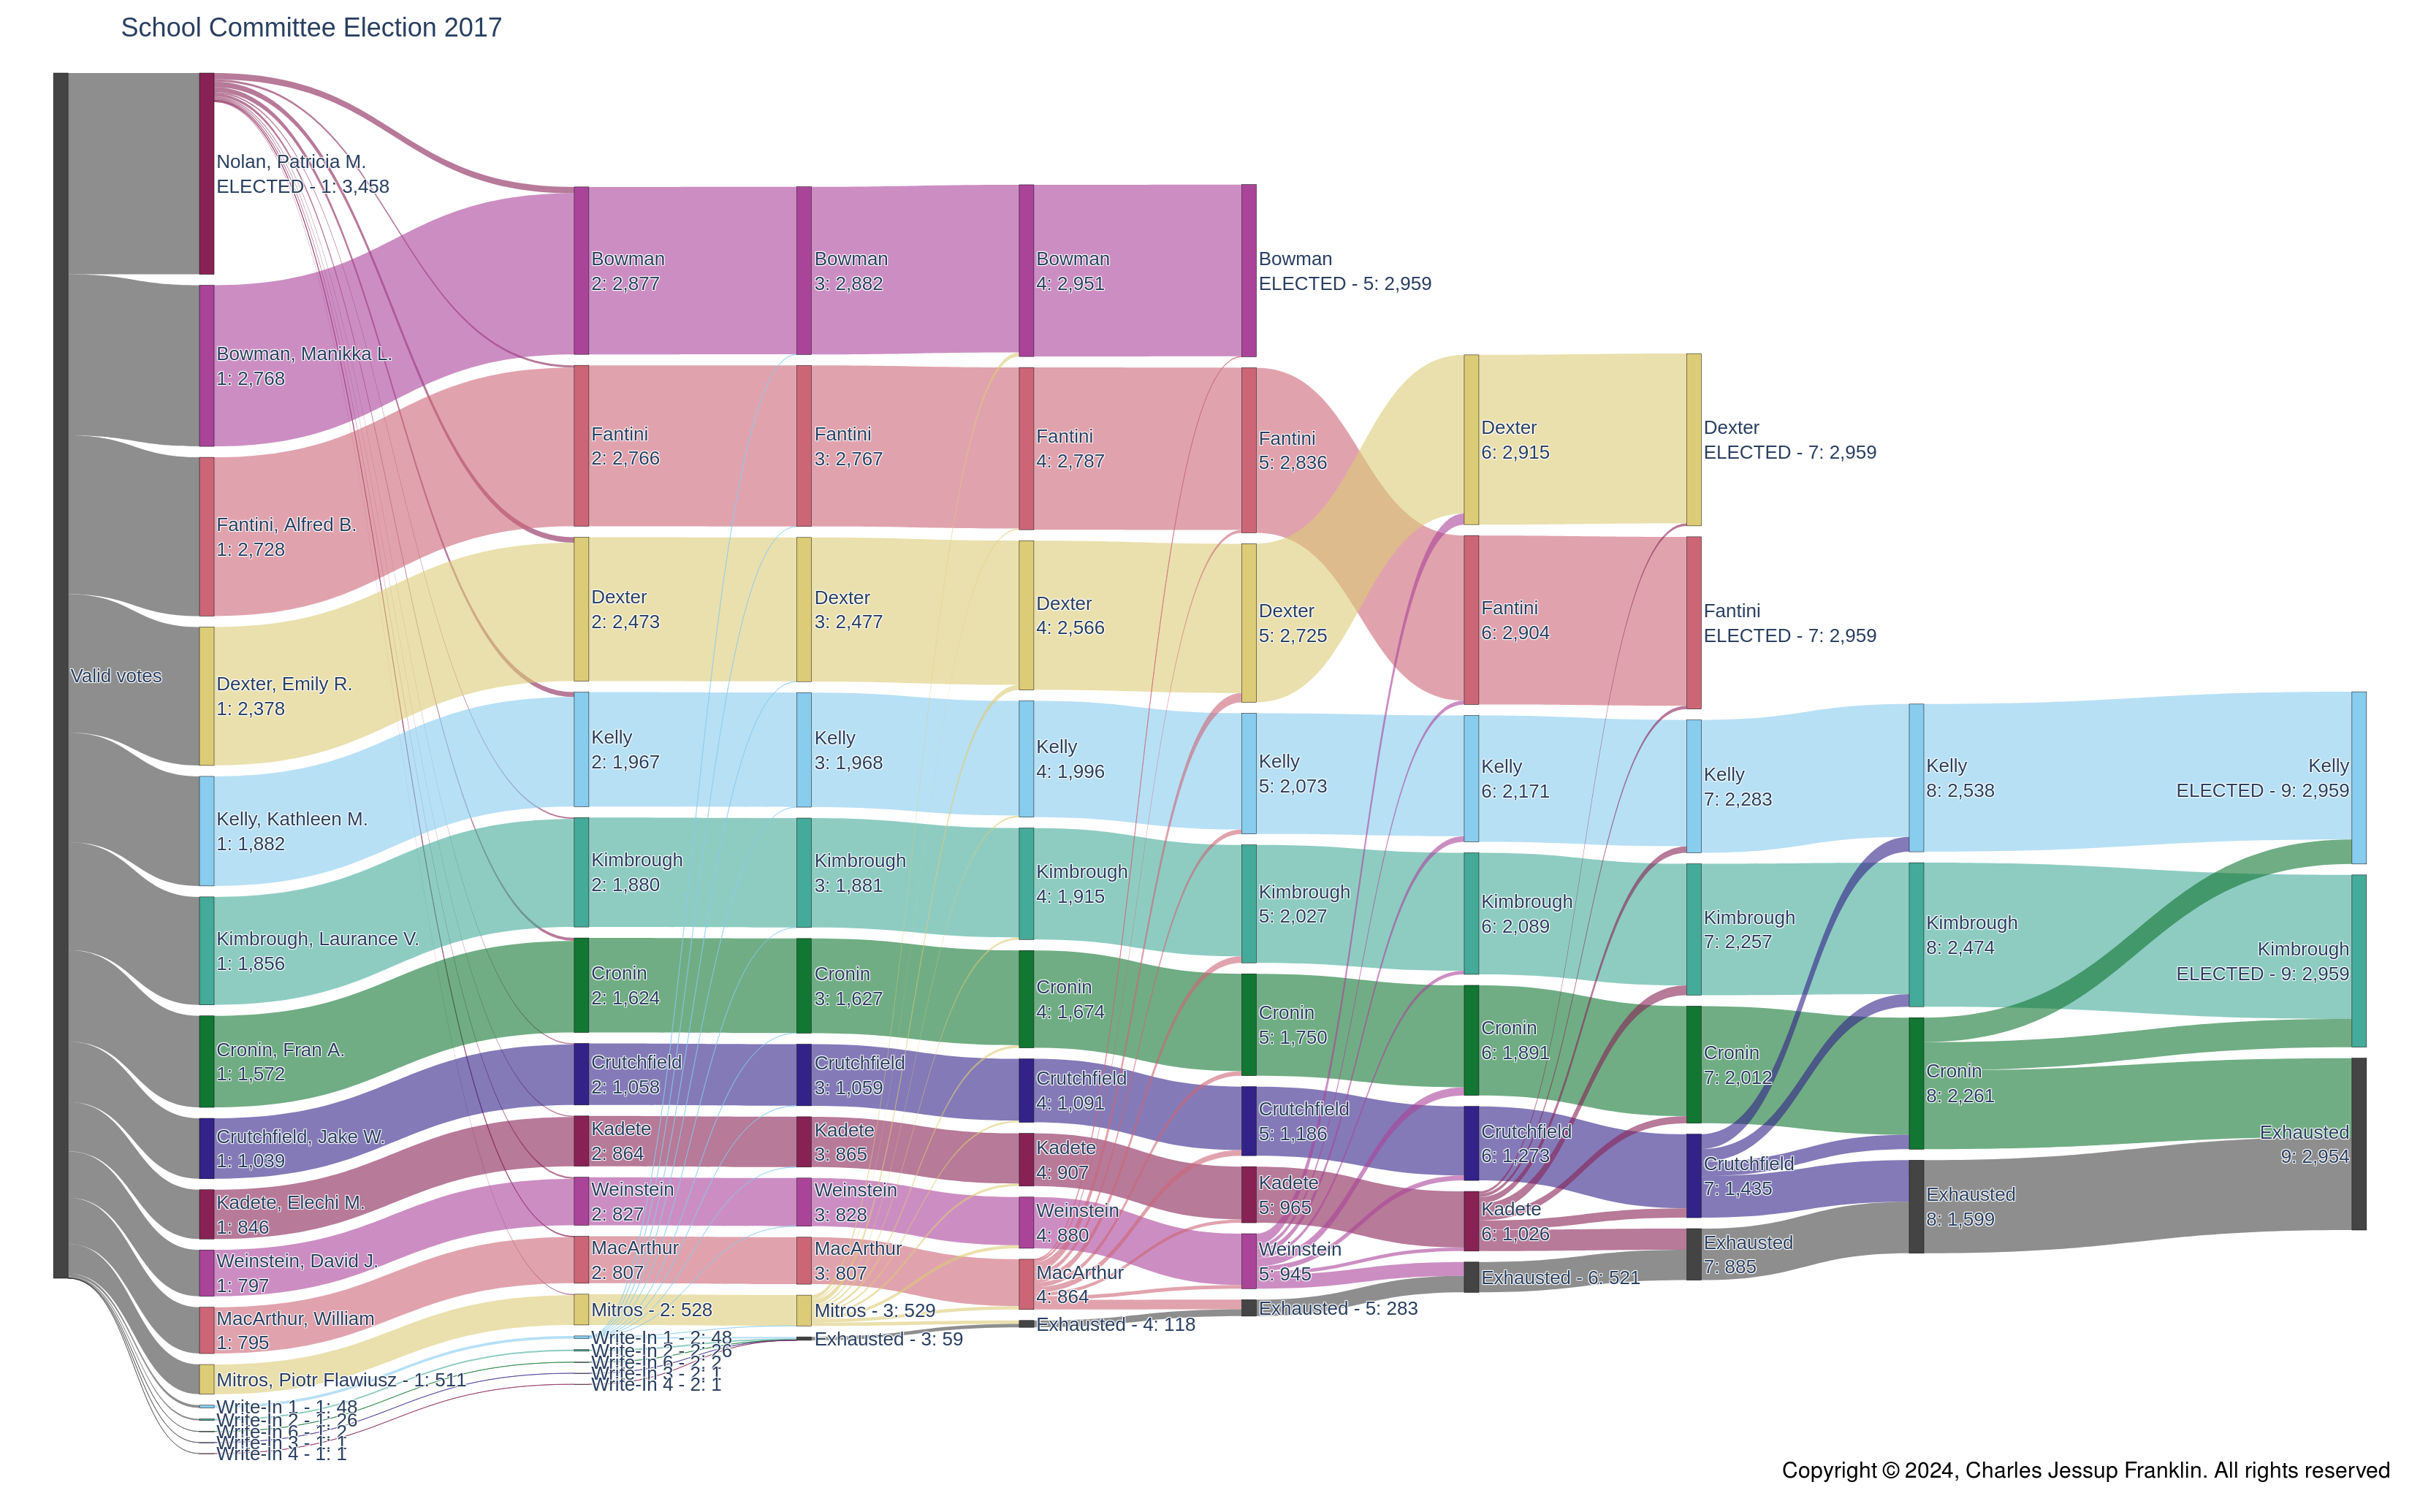 School Committee Election 2017
Valid votes
Nolan, Patricia M.
ELECTED - 1: 3,458
Bowman, Manikka L.
1: 2,768
Fantini, Alfred B.
1: 2,728
Dexter, Emily R.
1: 2,378
Kelly, Kathleen M.
1: 1,882
Kimbrough, Laurance V.
1: 1,856
Cronin, Fran A.
1: 1,572
Crutchfield, Jake W.
1: 1,039
Kadete, Elechi M.
1: 846
Weinstein, David J.
1: 797
MacArthur, William
1: 795
Mitros, Piotr Flawiusz - 1: 511
Write-In 1 - 1: 48
Write-In 2 - 1: 26
Write-In 6 - 1: 2
Write-In 3 - 1: 1
Write-In 4 - 1: 1
Bowman
2: 2,877
Fantini
2: 2,766
Dexter
2: 2,473
Kelly
2: 1,967
Kimbrough
2: 1,880
Cronin
2: 1,624
Crutchfield
2: 1,058
Kadete
2: 864
Weinstein
2: 827
MacArthur
2: 807
Mitros - 2: 528
Write-In 1 - 2: 48
Write-In 2 - 2: 26
Write-In 6 - 2: 2
Write-In 3 - 2: 1
Write-In 4 - 2: 1
Bowman
3: 2,882
Fantini
3: 2,767
Dexter
3: 2,477
Kelly
3: 1,968
Kimbrough
3: 1,881
Cronin
3: 1,627
Crutchfield
3: 1,059
Kadete
3: 865
Weinstein
3: 828
MacArthur
3: 807
Mitros - 3: 529
Exhausted - 3: 59
Bowman
4: 2,951
Fantini
4: 2,787
Dexter
4: 2,566
Kelly
4: 1,996
Kimbrough
4: 1,915
Cronin
4: 1,674
Crutchfield
4: 1,091
Kadete
4: 907
Weinstein
4: 880
MacArthur
4: 864
Exhausted - 4: 118
Bowman
ELECTED - 5: 2,959
Fantini
5: 2,836
Dexter
5: 2,725
Kelly
5: 2,073
Kimbrough
5: 2,027
Cronin
5: 1,750
Crutchfield
5: 1,186
Kadete
5: 965
Weinstein
5: 945
Exhausted - 5: 283
Dexter
6: 2,915
Fantini
6: 2,904
Kelly
6: 2,171
Kimbrough
6: 2,089
Cronin
6: 1,891
Crutchfield
6: 1,273
Kadete
6: 1,026
Exhausted - 6: 521
Dexter
ELECTED - 7: 2,959
Fantini
ELECTED - 7: 2,959
Kelly
7: 2,283
Kimbrough
7: 2,257
Cronin
7: 2,012
Crutchfield
7: 1,435
Exhausted
7: 885
Kelly
8: 2,538
Kimbrough
8: 2,474
Cronin
8: 2,261
Exhausted
8: 1,599
Kelly
ELECTED - 9: 2,959
Kimbrough
ELECTED - 9: 2,959
Exhausted
9: 2,954
Copyright © 2024, Charles Jessup Franklin. All rights reserved